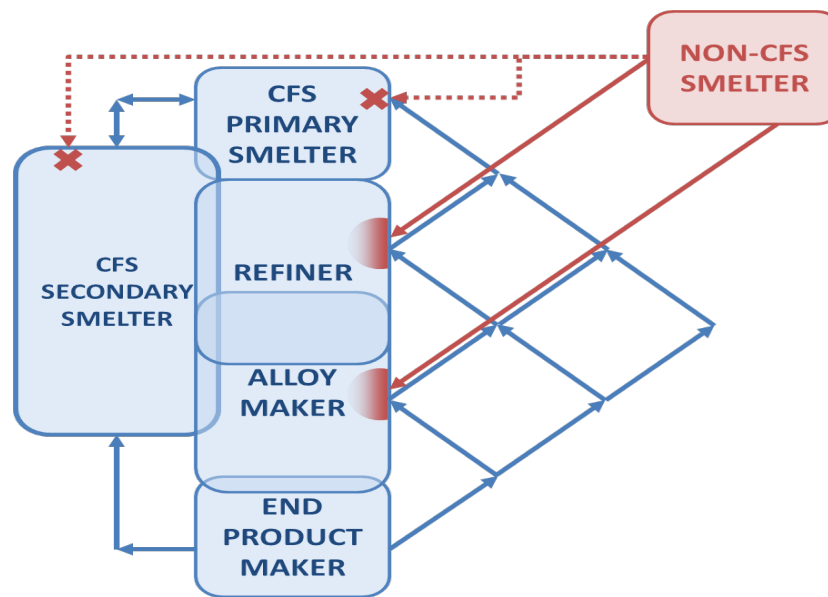 NON-CFS
SMELTER
CFS
PRIMARY
SMELTER
CFS
SECONDARY
SMELTER
REFINER
ALLOY
MAKER
END
PRODUCT
MAKER